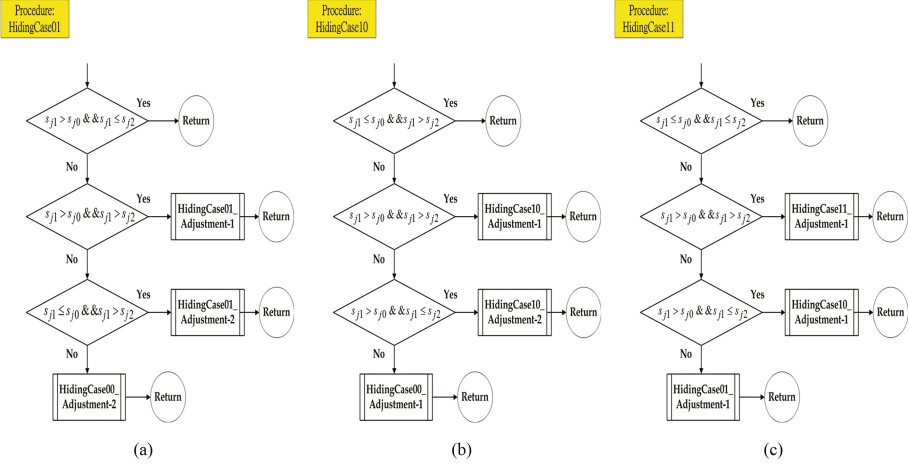 Procedure:
HidingCase01
s_j1 > s_j0 & & s_j1 ≤ s_j2
Yes
Return
No
s_j1 > s_j0 & & s_j1 > s_j2
Yes
HidingCase01_
Adjustment-1
Return
No
s_j1 ≤ s_j0 & & s_j1 > s_j2
Yes
HidingCase01_
Adjustment-2
Return
No
HidingCase00_
Adjustment-2
Return
(a)
Procedure:
HidingCase10
s_j1 ≤ s_j0 & & s_j1 > s_j2
Yes
Return
No
s_j1 > s_j0 & & s_j1 > s_j2
Yes
HidingCase10_
Adjustment-1
Return
No
s_j1 > s_j0 & & s_j1 ≤ s_j2
Yes
HidingCase10_
Adjustment-2
Return
No
HidingCase00_
Adjustment-1
Return
(b)
Procedure:
HidingCase11
s_j1 ≤ s_j0 & & s_j1 ≤ s_j2
Yes
Return
No
s_j1 > s_j0 & & s_j1 > s_j2
Yes
HidingCase11_
Adjustment-1
Return
No
s_j1 > s_j0 & & s_j1 ≤ s_j2
Yes
HidingCase10_
Adjustment-1
Return
No
HidingCase01_
Adjustment-1
Return
(c)